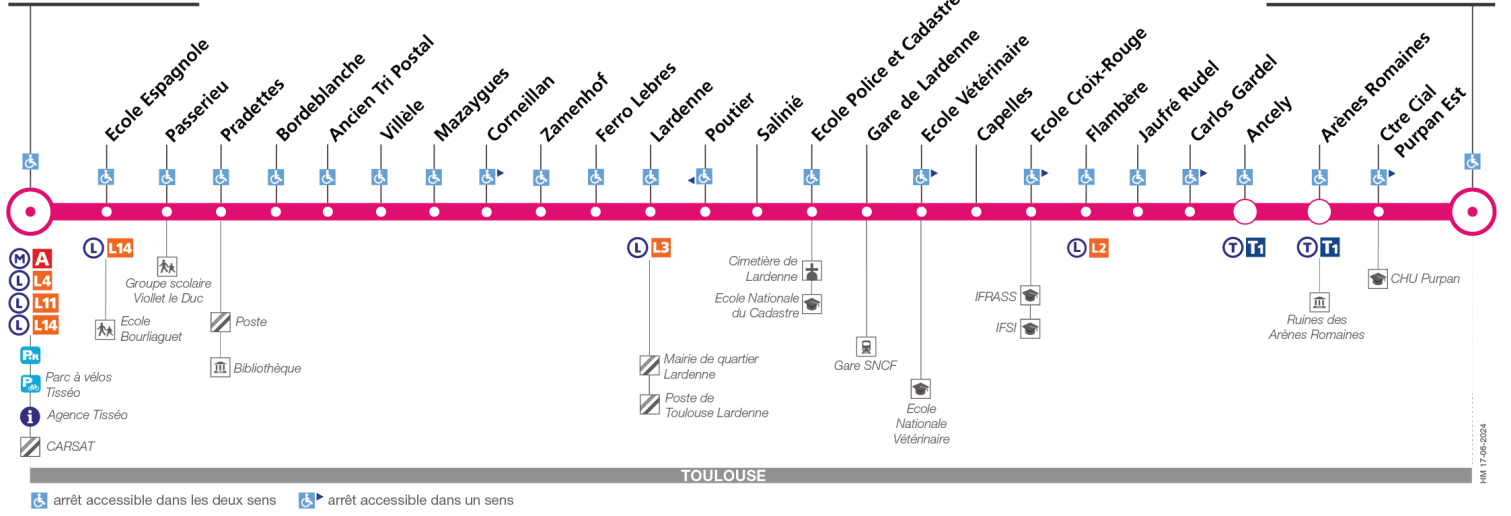 Ecole Espagnole
Passerieu
Pradettes
Bordeblanche
Ancien Tri Postal
Villèle
Mazaygues
Corneillan
Zamenhof
Ferro Lebres
Lardenne
Poutier
Salinié
Ecole Police et Cadastre
Gare de Lardenne
Ecole Vétérinaire
Capelles
Ecole Croix-Rouge
Flambère
Jaufré Rudel
Carlos Gardel
Ancely
Arènes Romaines
Ctre Cial
Purpan Est
M A
L L4
L L11
L L14
P+R
P
Parc à vélos
Tisséo
i Agence Tisséo
CARSAT
L L14
Ecole
Bourliaguet
Groupe scolaire
Viollet le Duc
Poste
Bibliothèque
L L3
Mairie de quartier
Lardenne
Poste de
Toulouse Lardenne
Cimetière de
Lardenne
Ecole Nationale
du Cadastre
Gare SNCF
Ecole
Nationale
Vétérinaire
IFRASS
IFSI
L L2
T T1
T T1
Ruines des
Arènes Romaines
CHU Purpan
HM 17-06-2024
TOULOUSE
arrêt accessible dans les deux sens
arrêt accessible dans un sens